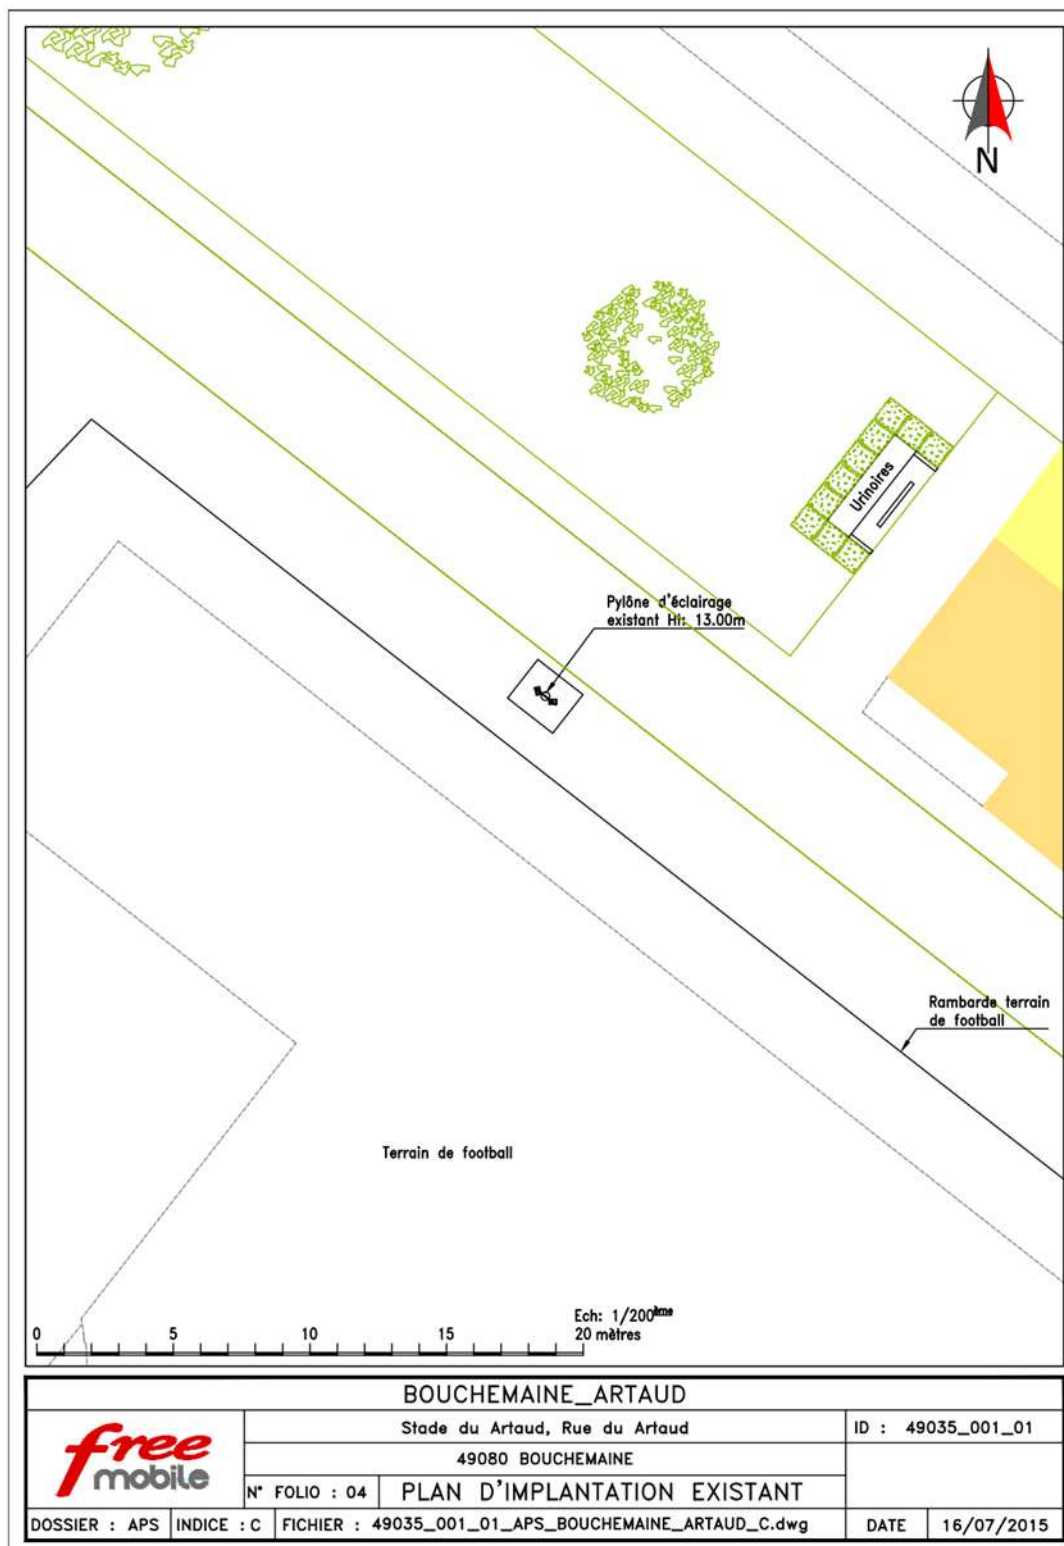 N
Urinoires
Pylône d'éclairage
existant Ht: 13.00m
Rambarde terrain
de football
Terrain de football
Ech: 1/200ème
0 5 10 15 20 mètres
BOUCHEMAINE_ARTAUD
free
mobile
Stade du Artaud, Rue du Artaud
ID : 49035_001_01
49080 BOUCHEMAINE
N° FOLIO : 04
PLAN D'IMPLANTATION EXISTANT
DOSSIER : APS
INDICE : C
FICHIER : 49035_001_01_APS_BOUCHEMAINE_ARTAUD_C.dwg
DATE
16/07/2015